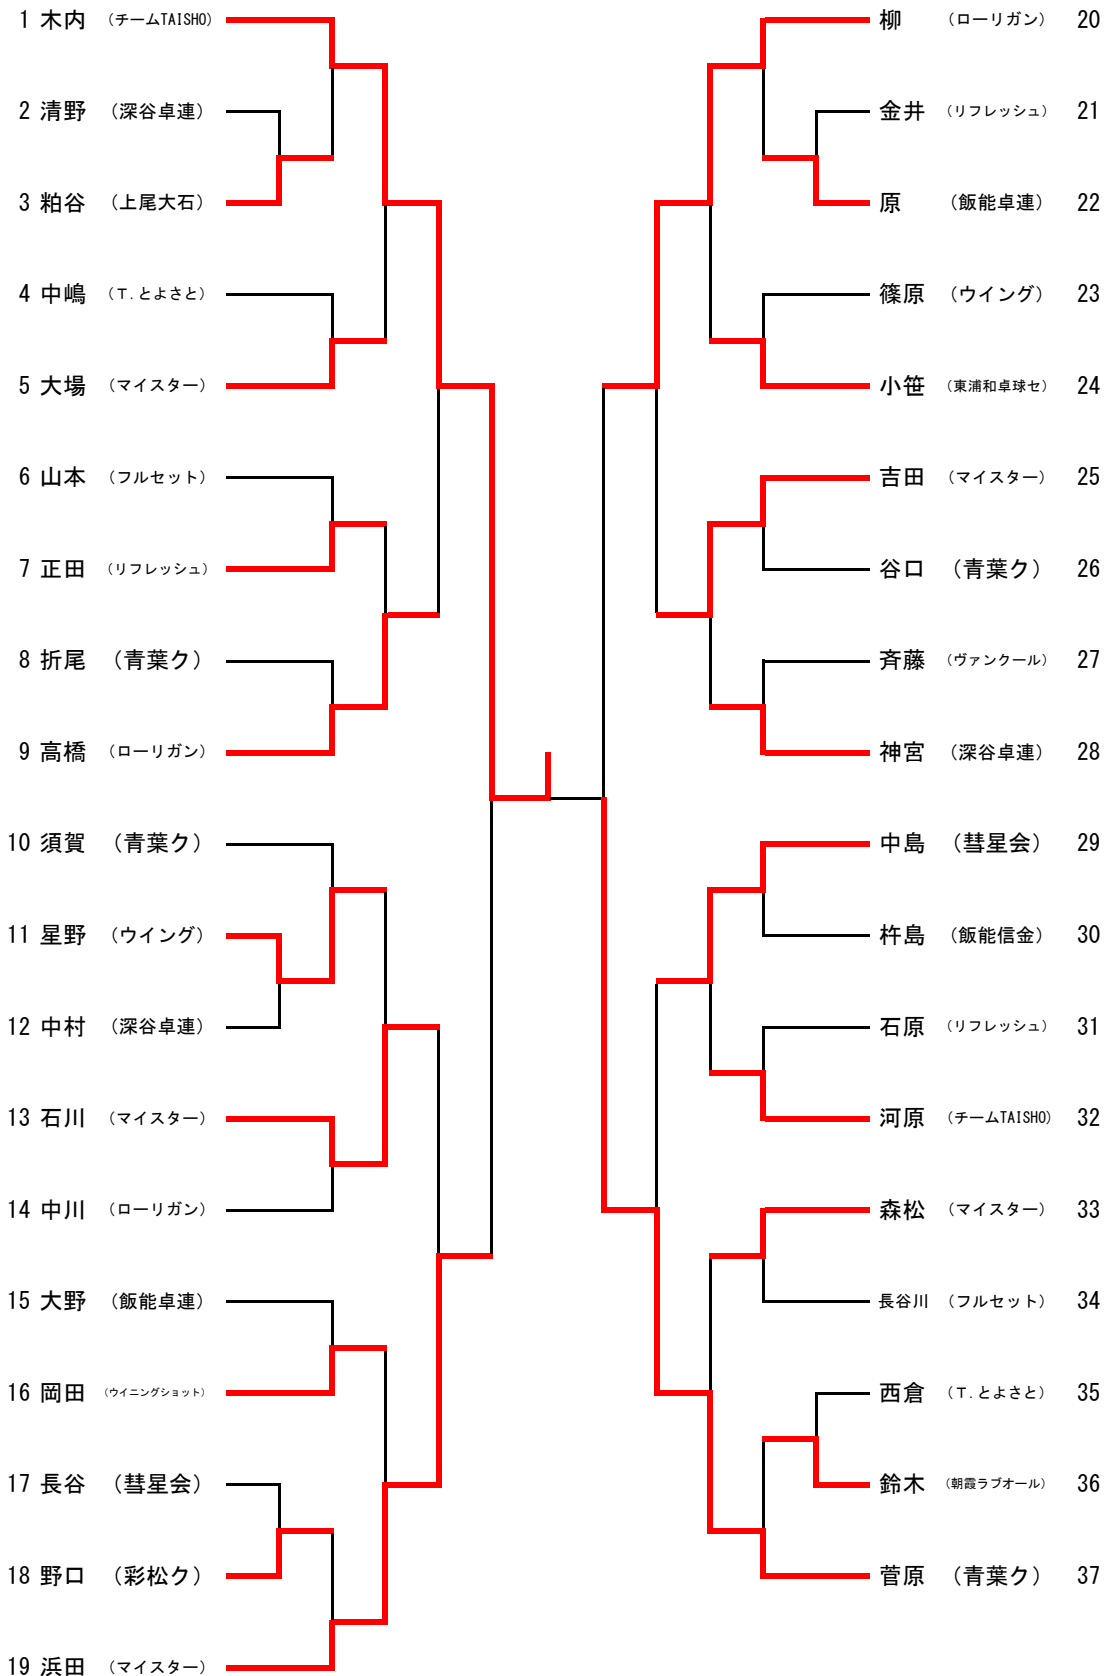 1 木内 （チームTAISHO）
2 清野 （深谷卓連）
3 粕谷 （上尾大石）
4 中嶋 （T.とよさと）
5 大場 （マイスター）
6 山本 （フルセット）
7 正田 （リフレッシュ）
8 折尾 （青葉ク）
9 高橋 （ローリガン）
10 須賀 （青葉ク）
11 星野 （ウイング）
12 中村 （深谷卓連）
13 石川 （マイスター）
14 中川 （ローリガン）
15 大野 （飯能卓連）
16 岡田 （ウイニングショット）
17 長谷 （彗星会）
18 野口 （彩松ク）
19 浜田 （マイスター）
柳 （ローリガン） 20
金井 （リフレッシュ） 21
原 （飯能卓連） 22
篠原 （ウイング） 23
小笹 （東浦和卓球セ） 24
吉田 （マイスター） 25
谷口 （青葉ク） 26
斉藤 （ヴァンクール） 27
神宮 （深谷卓連） 28
中島 （彗星会） 29
杵島 （飯能信金） 30
石原 （リフレッシュ） 31
河原 （チームTAISHO） 32
森松 （マイスター） 33
長谷川 （フルセット） 34
西倉 （T.とよさと） 35
鈴木 （朝霞ラブオール） 36
菅原 （青葉ク） 37